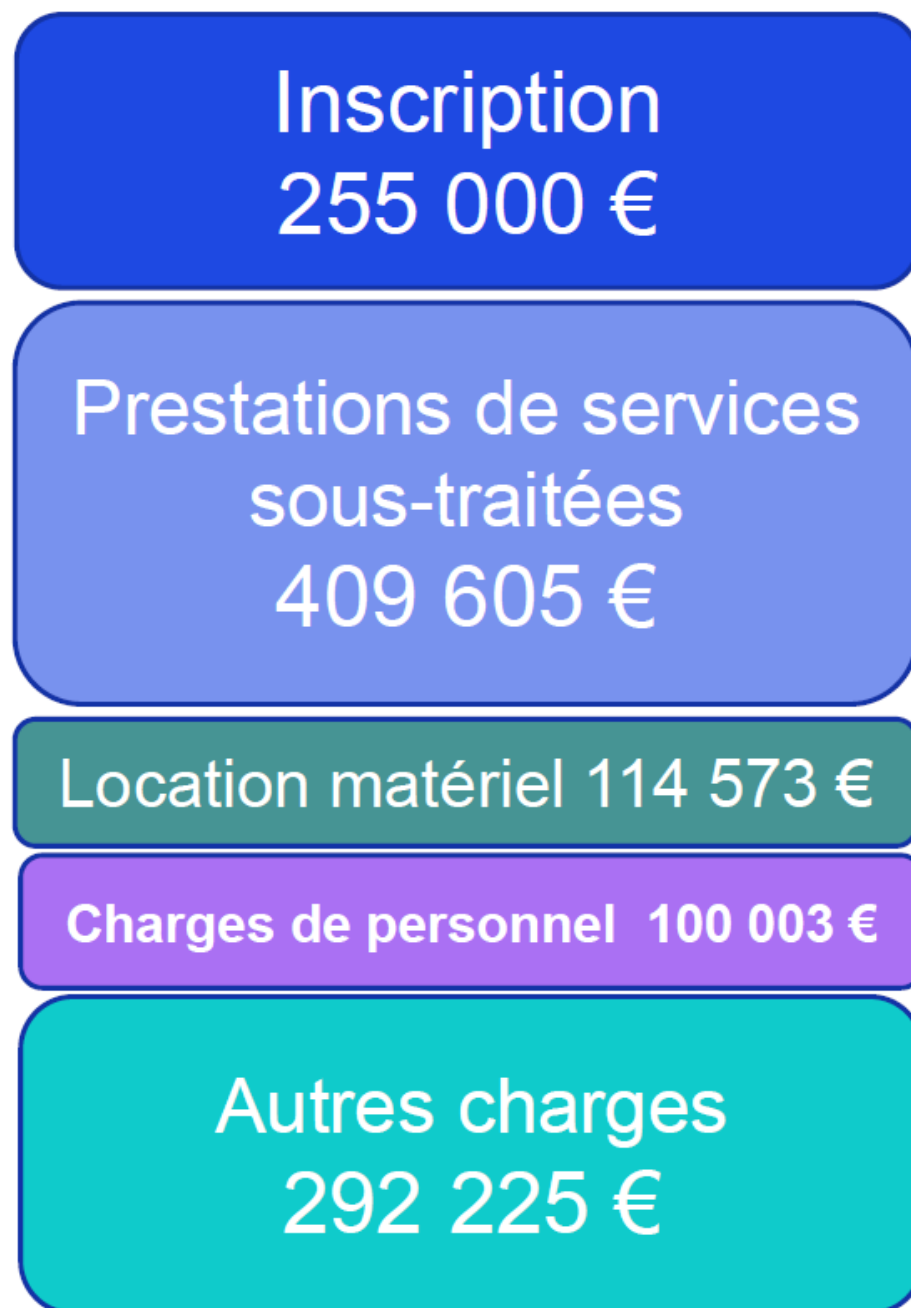 Inscription
255 000 €
Prestations de services
sous-traitées
409 605 €
Location matériel 114 573 €
Charges de personnel 100 003 €
Autres charges
292 225 €